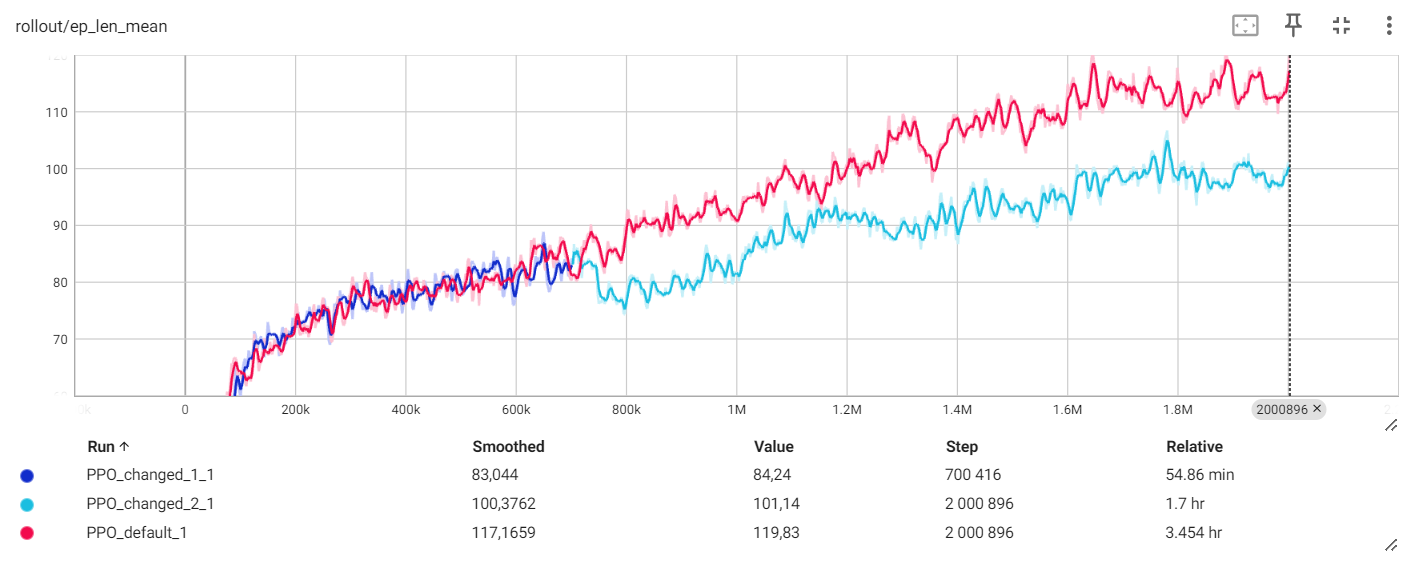 rollout/ep_len_mean
110
100
90
80
70
0 200k 400k 600k 800k 1M 1.2M 1.4M 1.6M 1.8M 2000896 ✕
Run ↑ Smoothed Value Step Relative
PPO_changed_1_1 83,044 84,24 700 416 54.86 min
PPO_changed_2_1 100,3762 101,14 2 000 896 1.7 hr
PPO_default_1 117,1659 119,83 2 000 896 3.454 hr